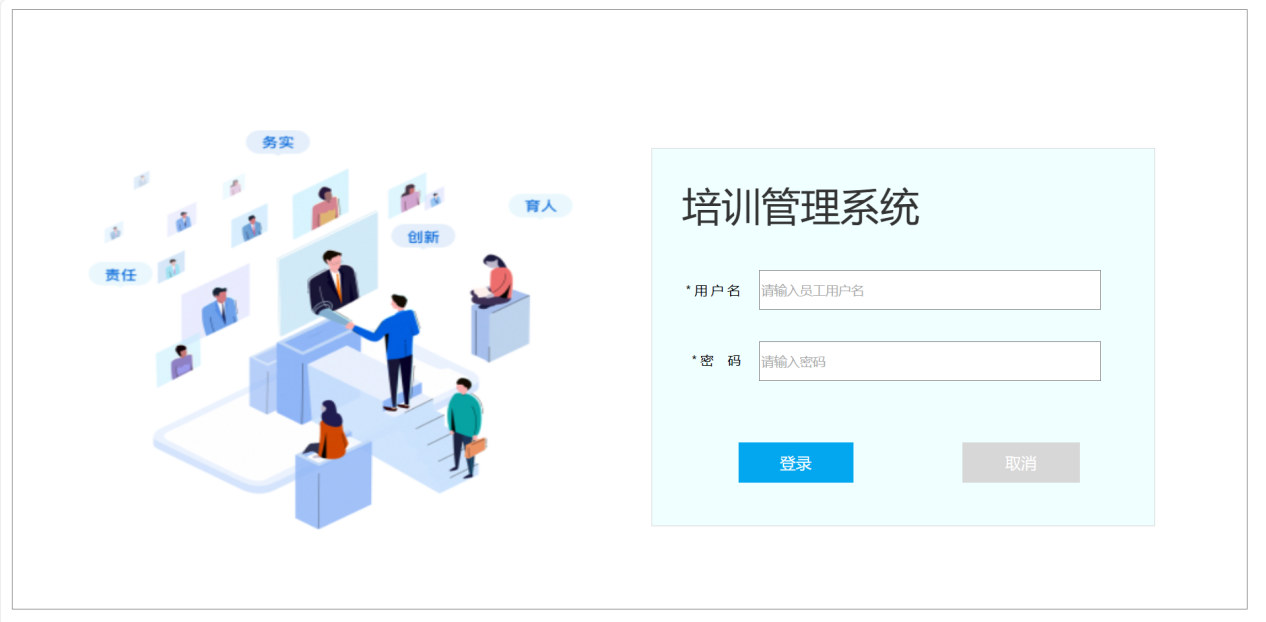 务实
育人
创新
责任
培训管理系统
*用户名 请输入员工用户名
*密 码 请输入密码
登录 取消